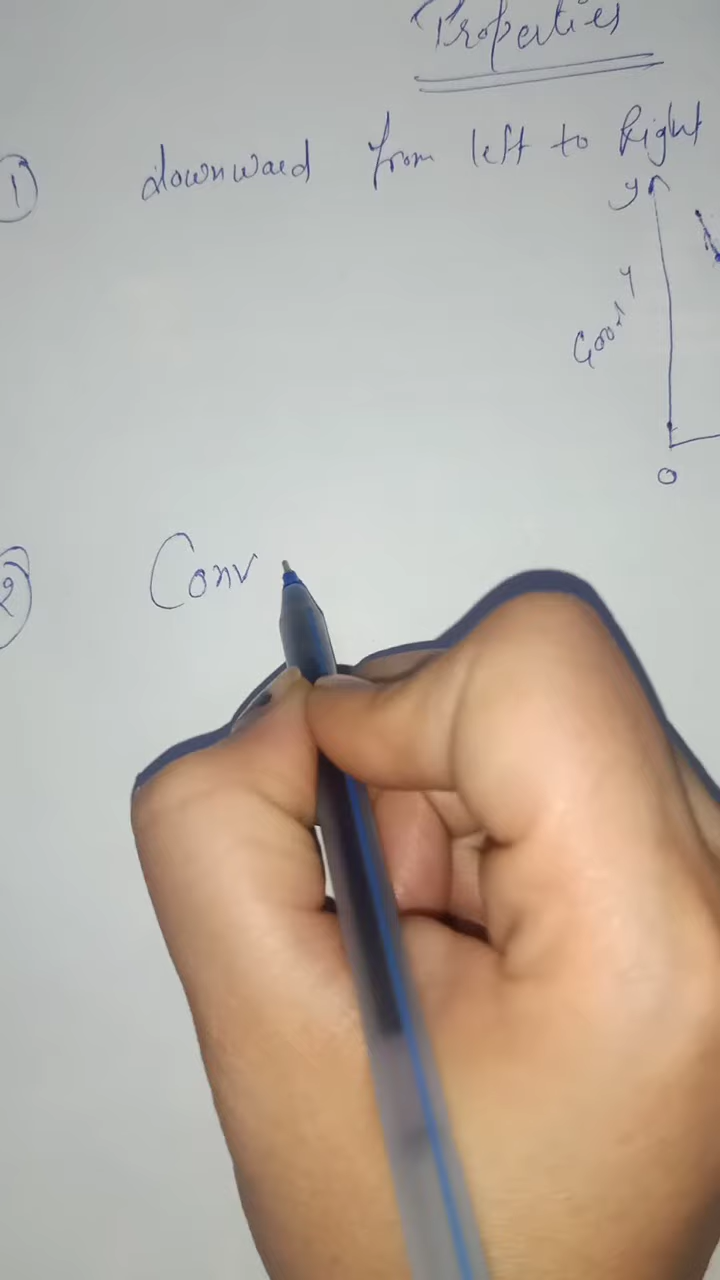 Properties
① downward from left to Right
y
Good Y
0
② Conv